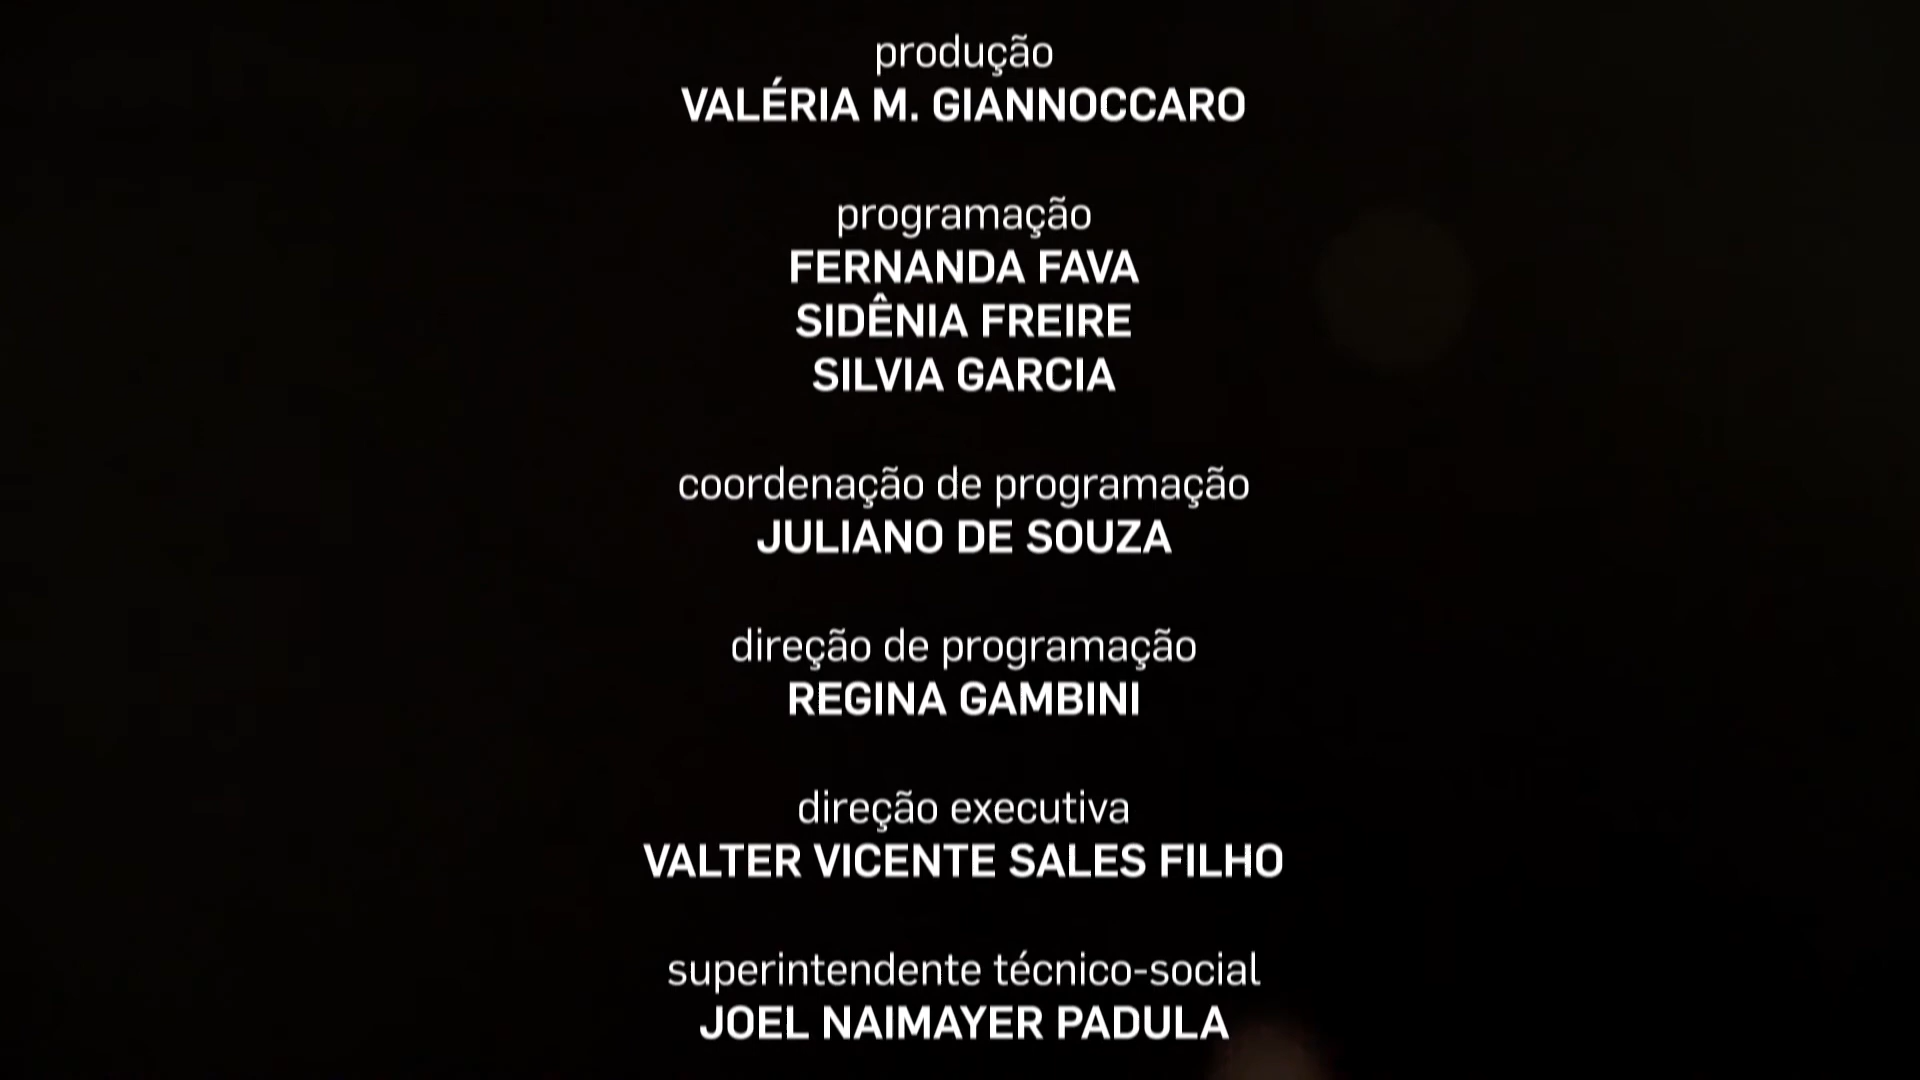 produção
VALÉRIA M. GIANNOCCARO
programação
FERNANDA FAVA
SIDÊNIA FREIRE
SILVIA GARCIA
coordenação de programação
JULIANO DE SOUZA
direção de programação
REGINA GAMBINI
direção executiva
VALTER VICENTE SALES FILHO
superintendente técnico-social
JOEL NAIMAYER PADULA